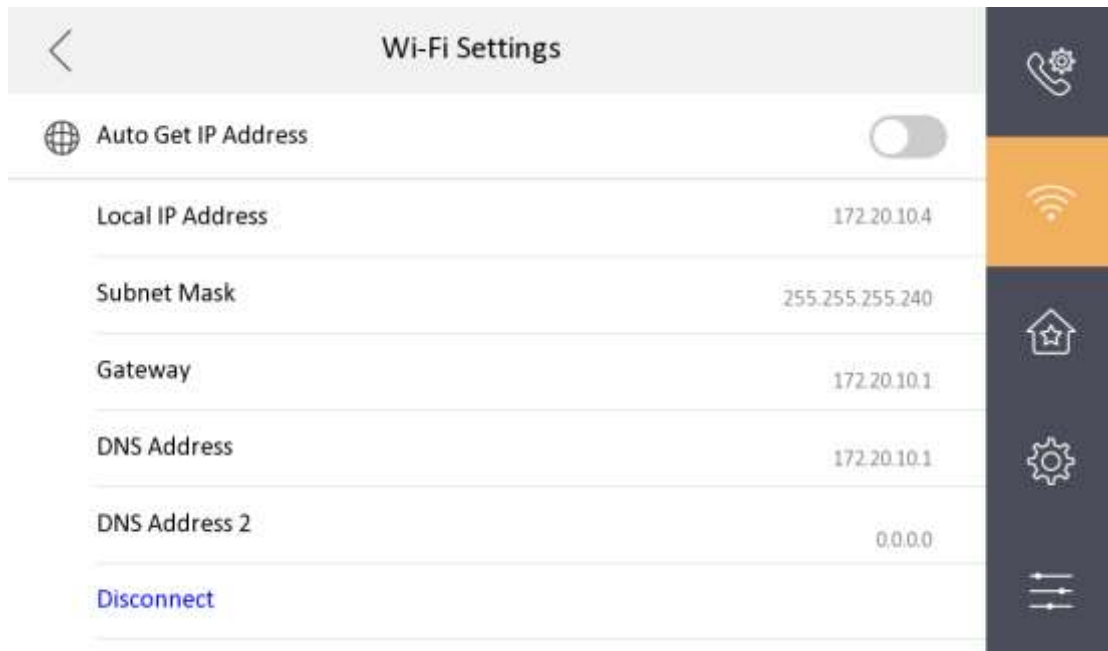 Wi-Fi Settings
Auto Get IP Address
Local IP Address 172.20.10.4
Subnet Mask 255.255.255.240
Gateway 172.20.10.1
DNS Address 172.20.10.1
DNS Address 2 0.0.0.0
Disconnect